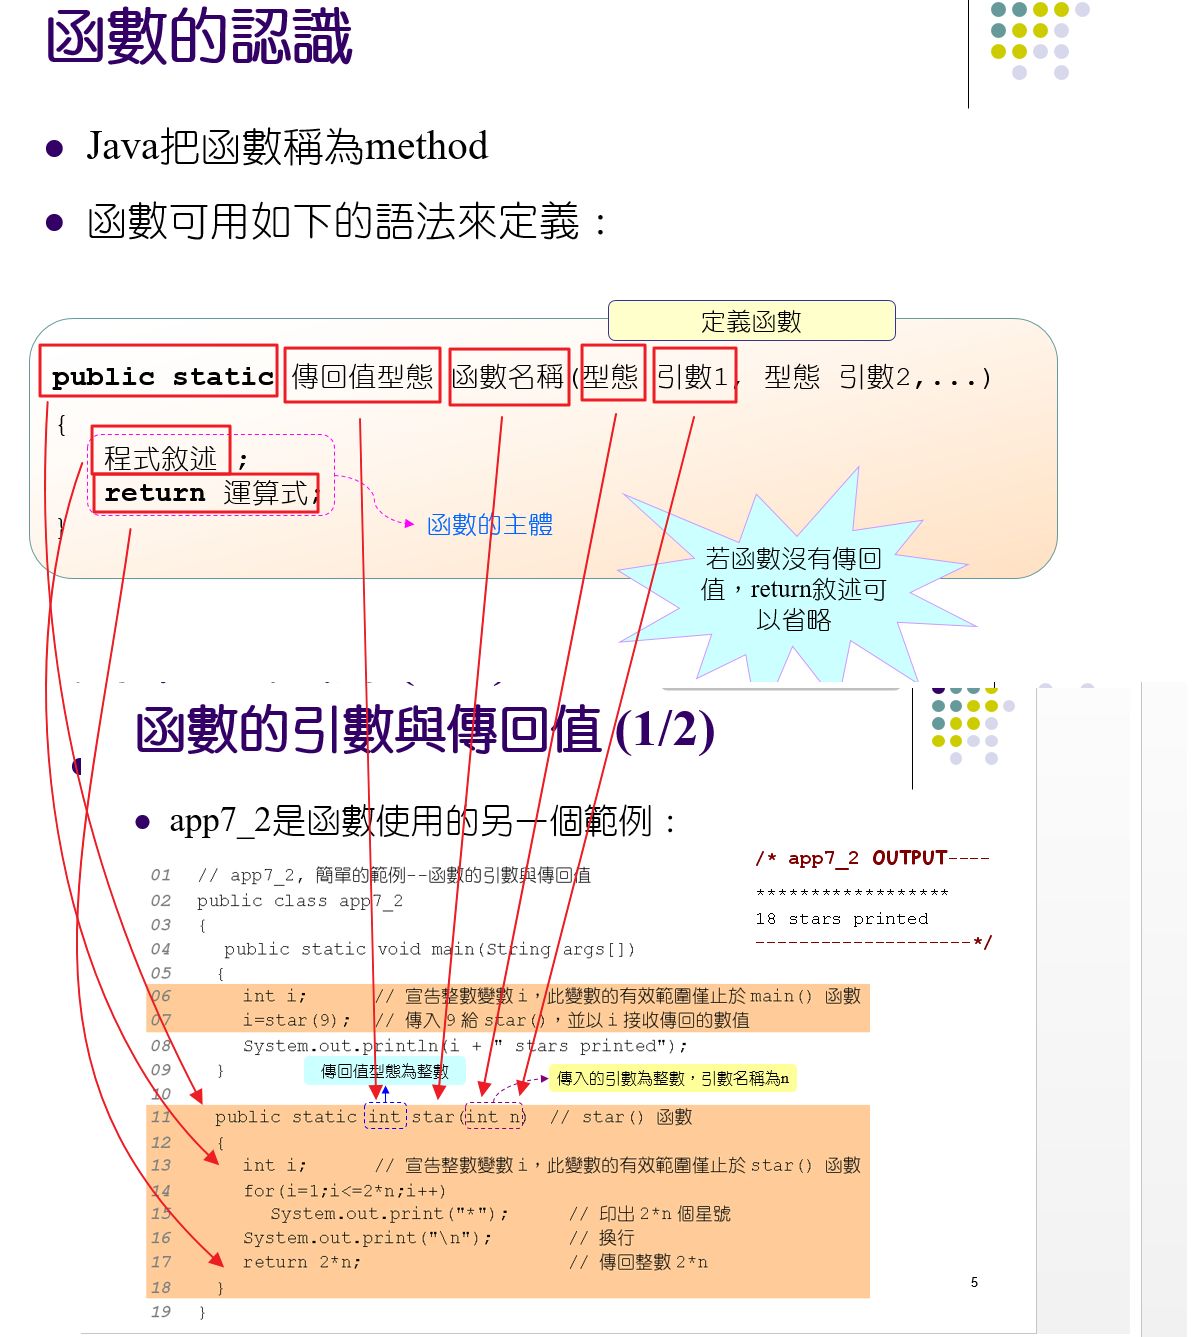 函數的認識
Java把函數稱為method
函數可用如下的語法來定義：
定義函數
public static 傳回值型態 函數名稱(型態 引數1, 型態 引數2,...)
{
程式敘述 ;
return 運算式;
}
函數的主體
若函數沒有傳回
值，return敘述可
以省略
函數的引數與傳回值 (1/2)
app7_2是函數使用的另一個範例：
/* app7_2 OUTPUT----
******************
18 stars printed
--------------------*/
01 // app7_2, 簡單的範例--函數的引數與傳回值
02 public class app7_2
03 {
04 public static void main(String args[])
05 {
06 int i; // 宣告整數變數 i，此變數的有效範圍僅止於 main() 函數
07 i=star(9); // 傳入 9 給 star()，並以 i 接收傳回的數值
08 System.out.println(i + " stars printed");
09 }
傳回值型態為整數
傳入的引數為整數，引數名稱為n
10
11 public static int star(int n) // star() 函數
12 {
13 int i; // 宣告整數變數 i，此變數的有效範圍僅止於 star() 函數
14 for(i=1;i<=2*n;i++)
15 System.out.print("*"); // 印出 2*n 個星號
16 System.out.print("\n"); // 換行
17 return 2*n; // 傳回整數 2*n
18 }
19 }
5